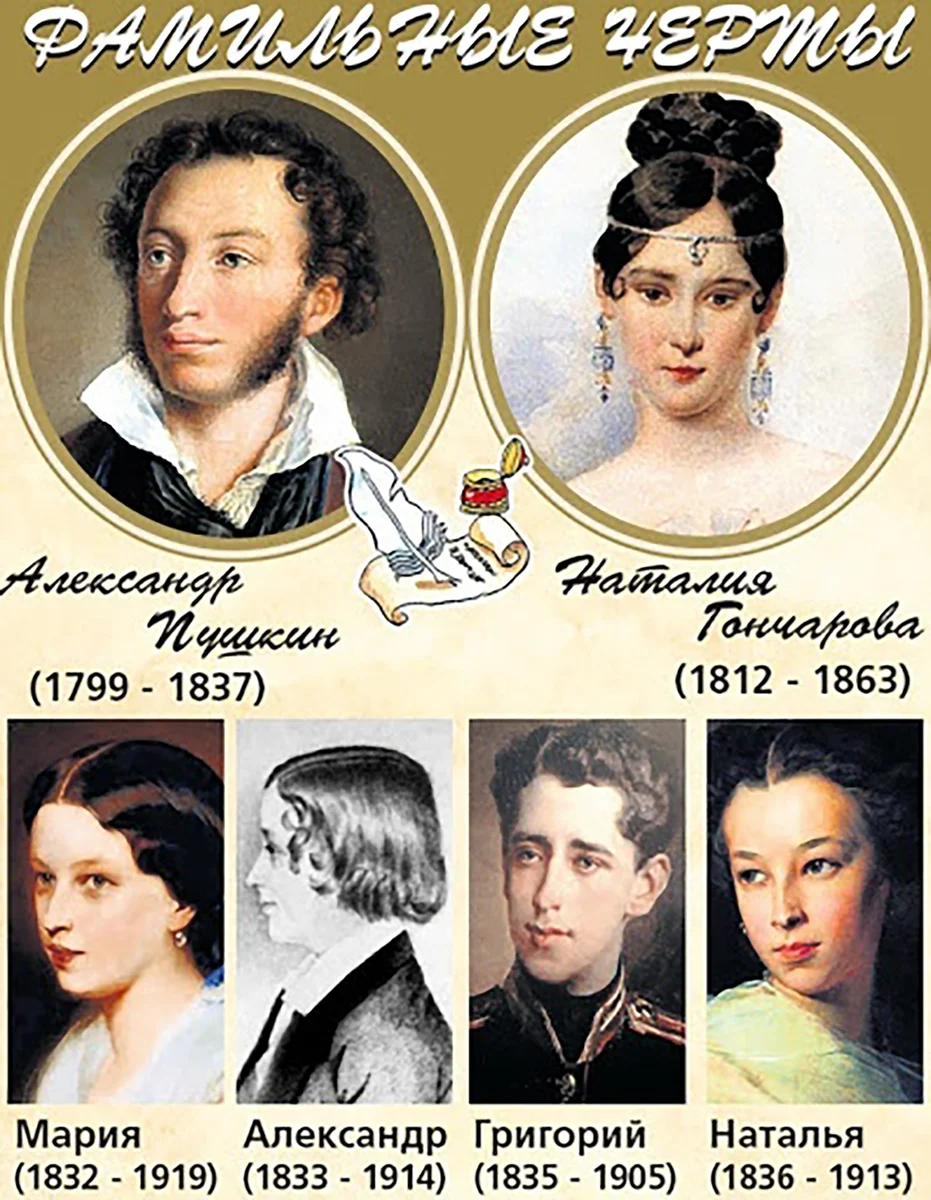 ФАМИЛЬНЫЕ ЧЕРТЫ
Александр
Пушкин
(1799 - 1837)
Наталия
Гончарова
(1812 - 1863)
Мария
(1832 - 1919)
Александр
(1833 - 1914)
Григорий
(1835 - 1905)
Наталья
(1836 - 1913)